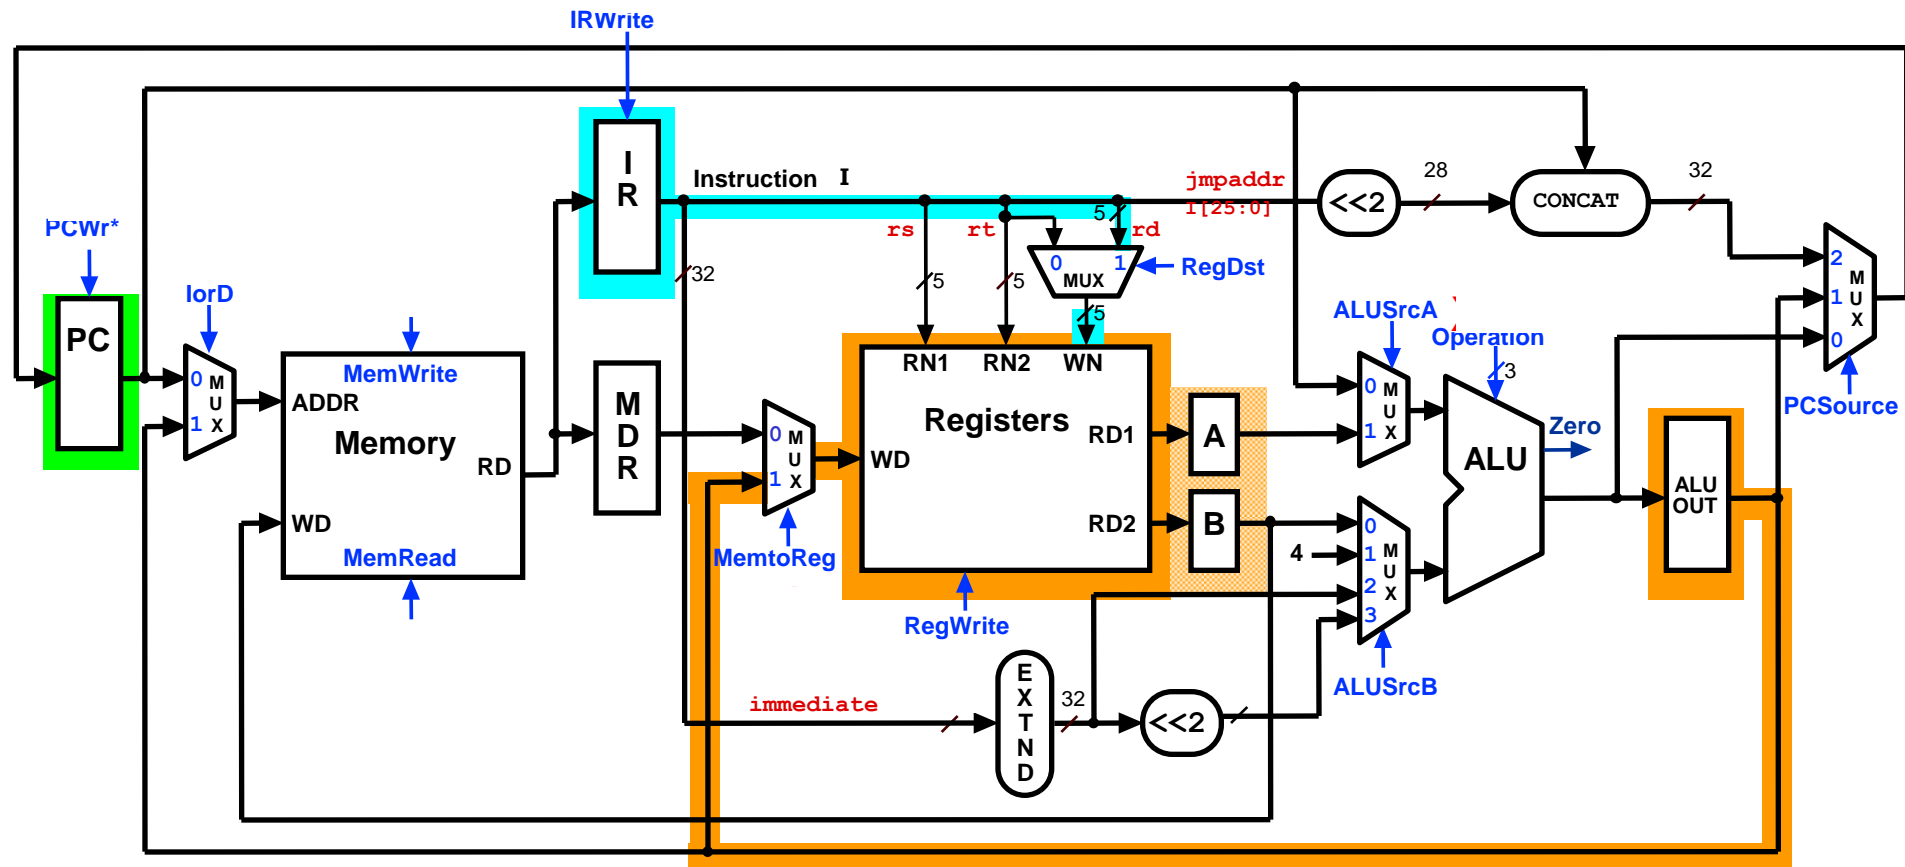 IRWrite
I
R
Instruction I
jmpaddr
I[25:0]
28
32
<<2
CONCAT
5
rs
rt
rd
PCWr*
32
5
5
0 1
MUX
RegDst
5
2
1
0
M
U
X
PCSource
IorD
PC
0
1
M
U
X
MemWrite
ADDR
Memory
RD
WD
MemRead
M
D
R
0
1
M
U
X
MemtoReg
RN1 RN2 WN
Registers
RD1
WD
RD2
RegWrite
A
B
ALUSrcA
0
1
M
U
X
Operation
3
Zero
ALU
ALU
OUT
4
0
1
2
3
M
U
X
ALUSrcB
immediate
E
X
T
N
D
32
<<2